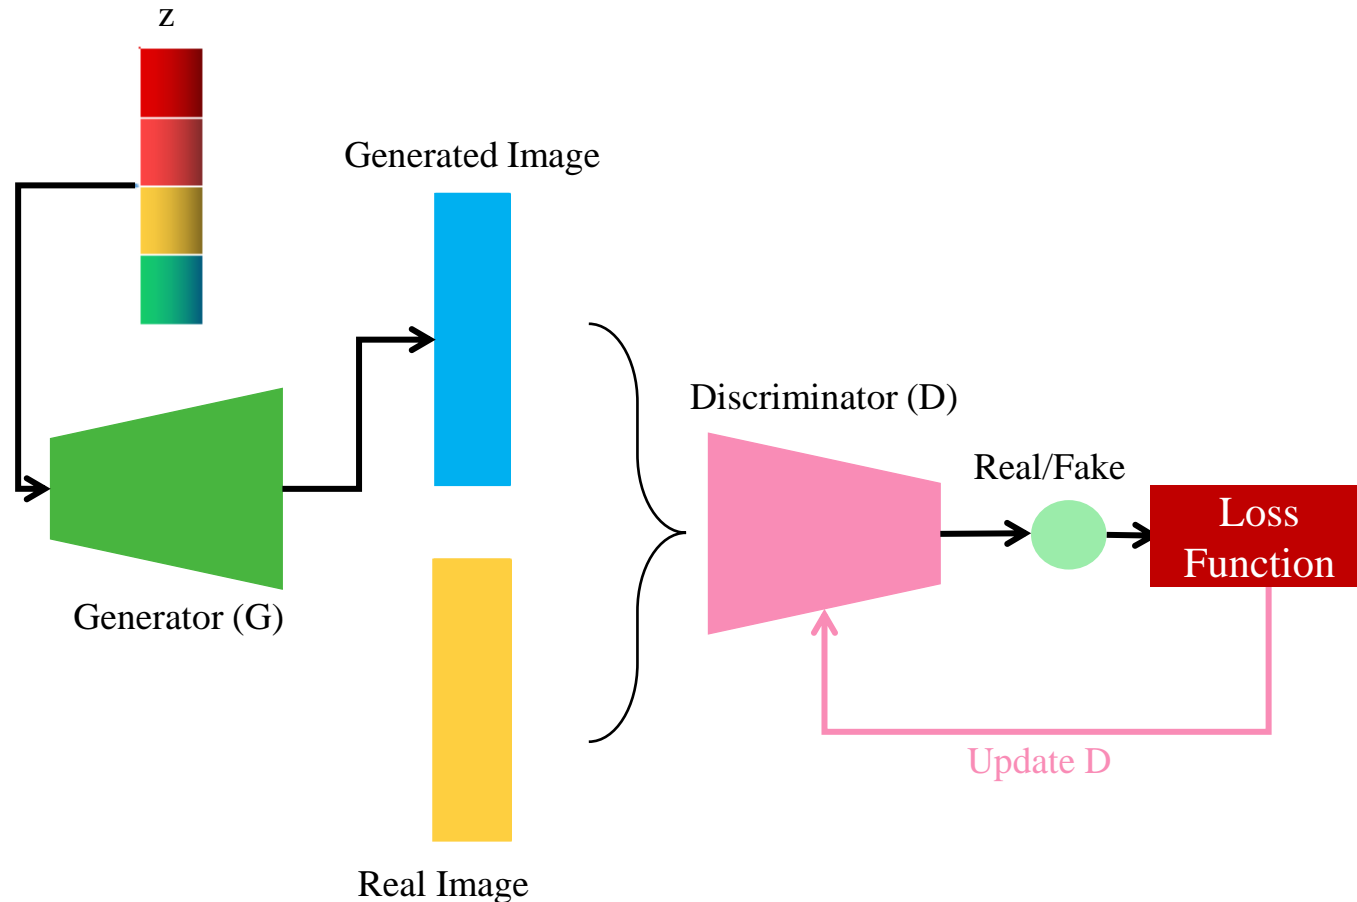 z
Generated Image
Discriminator (D)
Real/Fake
Loss
Function
Generator (G)
Update D
Real Image